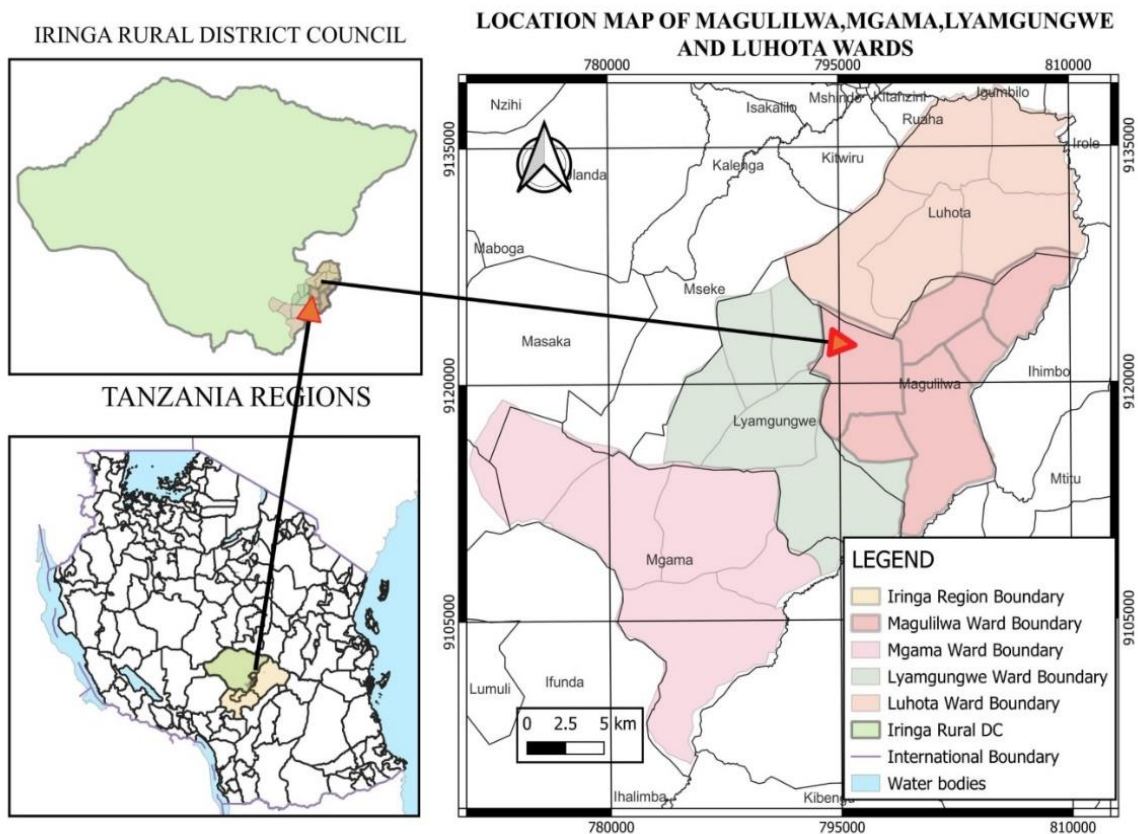 IRINGA RURAL DISTRICT COUNCIL
LOCATION MAP OF MAGULILWA,MGAMA,LYAMGUNGWE
AND LUHOTA WARDS
780000
795000
810000
Nzihi
Isakalilo
Mshindo
Kitanzini
Igumbilo
Ruaha
9135000
9135000
Irole
Kalenga
Kitwiru
Luhota
Maboga
Mseke
Masaka
Magulilwa
Ihimbo
9120000
9120000
Lyamgungwe
Mtitu
Mgama
9105000
9105000
Lumuli
Ifunda
0 2.5 5 km
Ihalimba
780000
795000
810000
TANZANIA REGIONS
LEGEND
Iringa Region Boundary
Magulilwa Ward Boundary
Mgama Ward Boundary
Lyamgungwe Ward Boundary
Luhota Ward Boundary
Iringa Rural DC
International Boundary
Water bodies